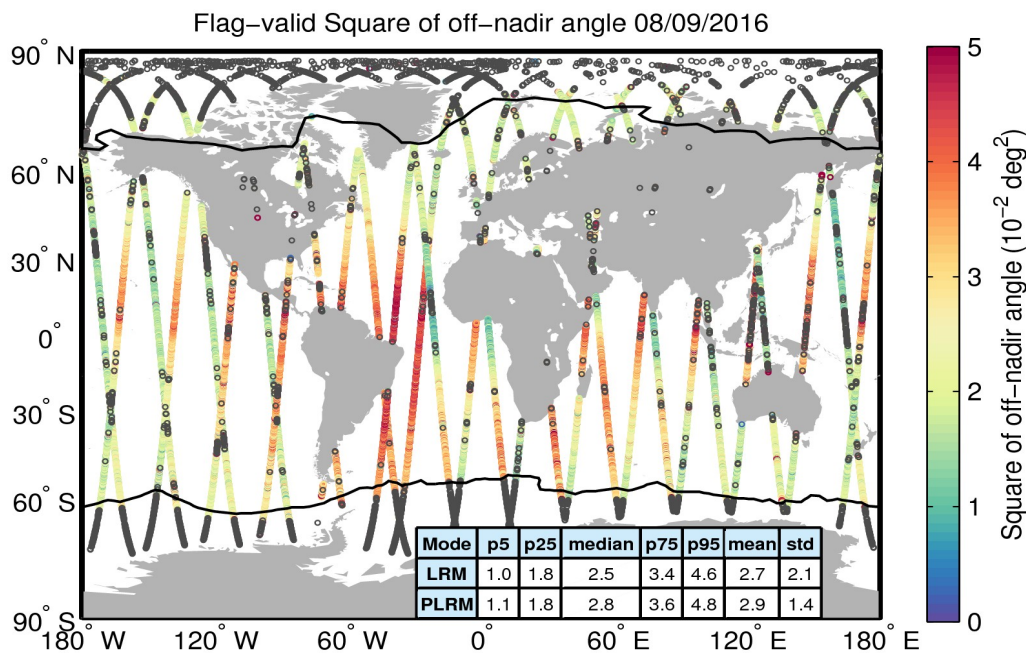 Flag−valid Square of off−nadir angle 08/09/2016
90° N
60° N
30° N
0°
30° S
60° S
90° S
180° W
120° W
60° W
0°
60° E
120° E
180° E
Mode p5 p25 median p75 p95 mean std
LRM 1.0 1.8 2.5 3.4 4.6 2.7 2.1
PLRM 1.1 1.8 2.8 3.6 4.8 2.9 1.4
5
4
3
2
1
0
Square of off−nadir angle (10⁻² deg²)